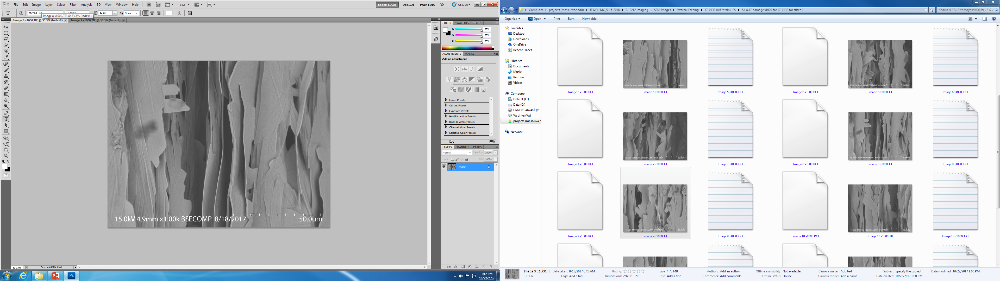 Ps File Edit Image Layer Select Filter Analysis 3D View Window Help Br Mb 33.3 ESSENTIALS DESIGN PAINTING CS Live
T Myriad Pro Regular 12 pt aa None
Image 8 x1000.TIF @ 33.3% (Index#)
Image 8 x1000.TIF @ 33.3% (Index#) Image 9 x1000.TIF @ 33.3% (Index#)
COLOR SWATCHES STYLES
R 255
G 255
B 255
ADJUSTMENTS MASKS
Add an adjustment
Levels Presets
Curves Presets
Exposure Presets
Hue/Saturation Presets
Black & White Presets
Channel Mixer Presets
Selective Color Presets
LAYERS CHANNELS PATHS
Normal Opacity: 100%
Lock: Fill: 100%
Index
15.0kV 4.9mm x1.00k BSECOMP 8/18/2017 50.0um
33.33% Doc: 4.69M/4.69M
1:12 PM
10/22/2017
Computer projects (mass.uwec.edu) JEWELLMC_5-15-2018 Bi-2212 Imaging SEM Images External Etching 17-013E (0.6 Strain) JES 8.1.8.17 damage x1000 for 17-013E for stitch 1
Search 8.1.8.17 damage x1000 for 17-0...
Organize Open Print Burn New folder
Favorites
Desktop
Downloads
OneDrive
Recent Places
Libraries
Documents
Music
Pictures
Videos
Computer
Default (C:)
Data (D:)
EGNERSJA6246$ (\\S
W: drive (W:)
projects (mass.uwec
Network
Image 5 x1000.PCI Image 5 x1000.TIF Image 5 x1000.TXT Image 6 x1000.PCI Image 6 x1000.TIF Image 6 x1000.TXT
Image 7 x1000.PCI Image 7 x1000.TIF Image 7 x1000.TXT Image 8 x1000.PCI Image 8 x1000.TIF Image 8 x1000.TXT
Image 9 x1000.PCI Image 9 x1000.TIF Image 9 x1000.TXT Image 10 x1000.PCI Image 10 x1000.TIF Image 10 x1000.TXT
Image 9 x1000.TIF Date taken: 8/18/2017 6:41 AM Rating: Size: 4.70 MB Authors: Add an author Offline availability: Not available Camera maker: Add text Subject: Specify the subject Date modified: 10/22/2017 1:00 PM
TIF File Tags: Add a tag Dimensions: 2560 x 1920 Title: Add a title Comments: Add comments Offline status: Online Camera model: Add a name Date created: 10/22/2017 1:00 PM